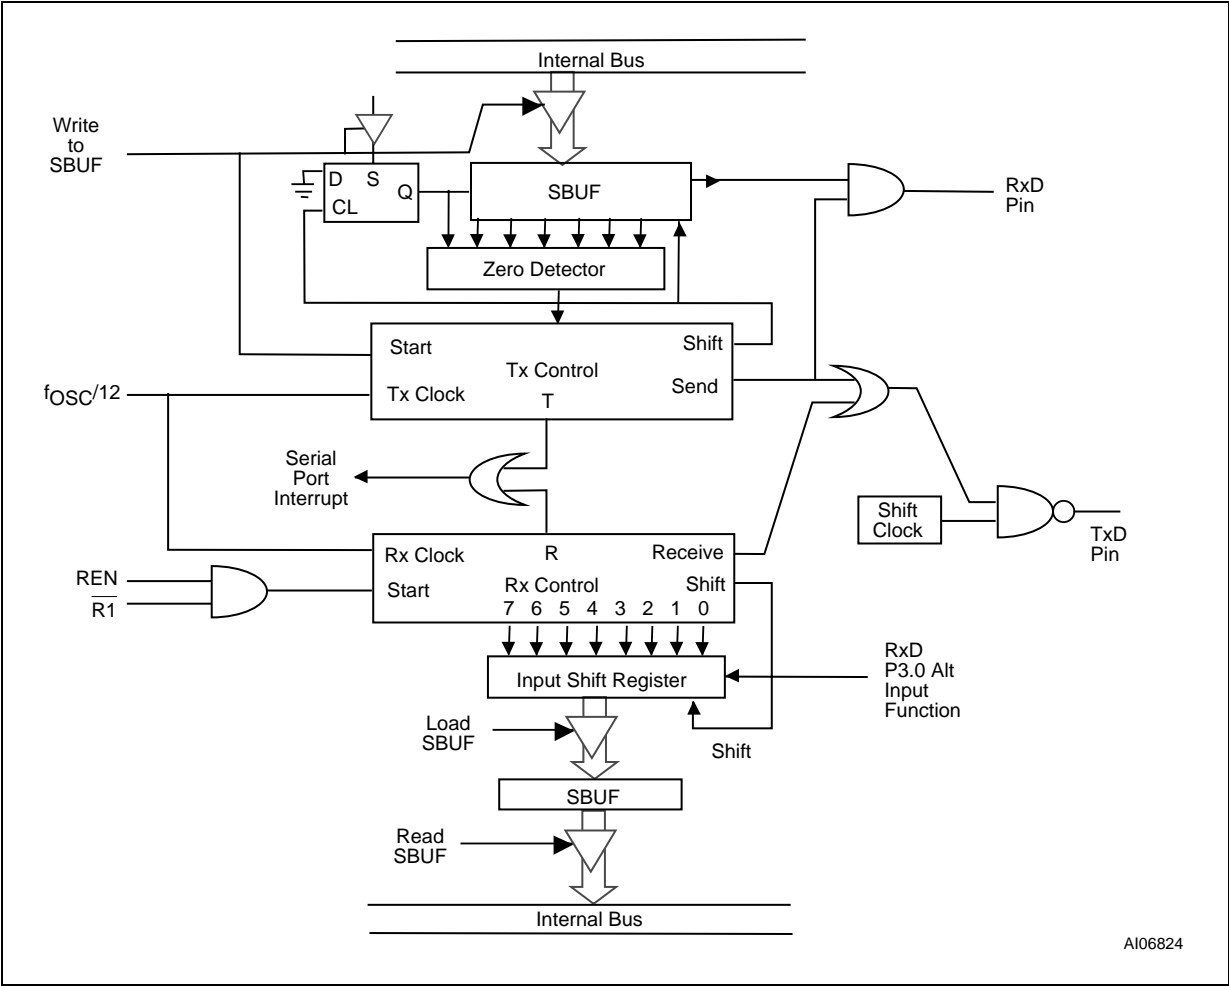 Internal Bus
Write
to
SBUF
D S
Q
CL
SBUF
RxD
Pin
Zero Detector
Start
Shift
Tx Control
Send
fOSC/12
Tx Clock
T
Serial
Port
Interrupt
Shift
Clock
TxD
Pin
Rx Clock
R
Receive
REN
R1
Start
Rx Control
Shift
7 6 5 4 3 2 1 0
RxD
P3.0 Alt
Input
Function
Input Shift Register
Load
SBUF
Shift
SBUF
Read
SBUF
Internal Bus
AI06824